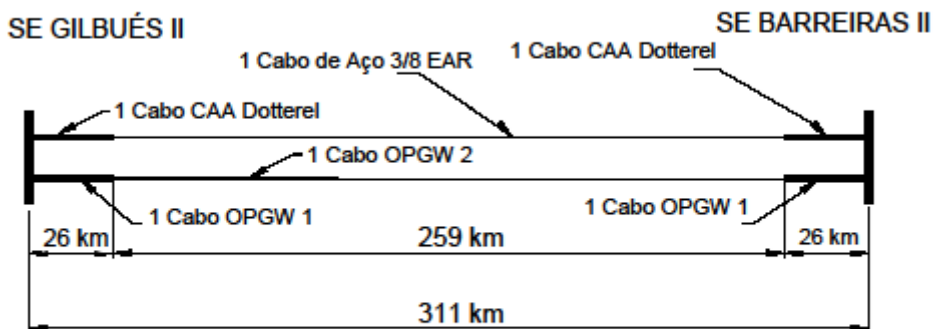 SE GILBUÉS II
SE BARREIRAS II
1 Cabo de Aço 3/8 EAR
1 Cabo CAA Dotterel
1 Cabo CAA Dotterel
1 Cabo OPGW 2
1 Cabo OPGW 1
1 Cabo OPGW 1
26 km
259 km
26 km
311 km